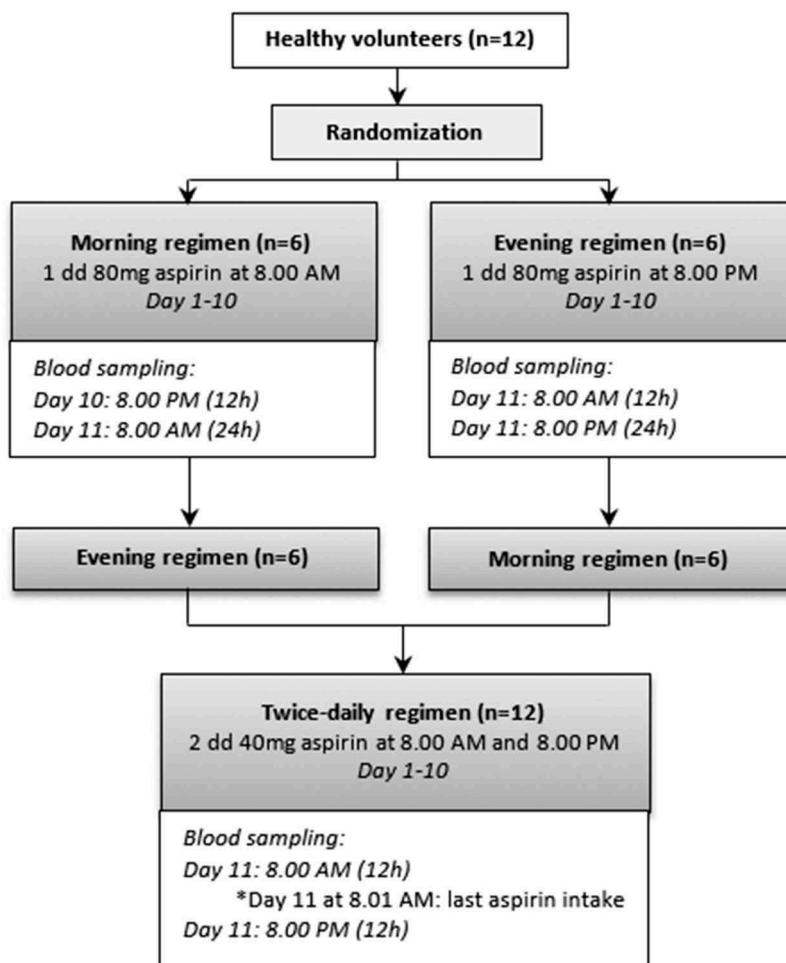 Healthy volunteers (n=12)
Randomization
Morning regimen (n=6)
1 dd 80mg aspirin at 8.00 AM
Day 1-10
Blood sampling:
Day 10: 8.00 PM (12h)
Day 11: 8.00 AM (24h)
Evening regimen (n=6)
1 dd 80mg aspirin at 8.00 PM
Day 1-10
Blood sampling:
Day 11: 8.00 AM (12h)
Day 11: 8.00 PM (24h)
Evening regimen (n=6)
Morning regimen (n=6)
Twice-daily regimen (n=12)
2 dd 40mg aspirin at 8.00 AM and 8.00 PM
Day 1-10
Blood sampling:
Day 11: 8.00 AM (12h)
*Day 11 at 8.01 AM: last aspirin intake
Day 11: 8.00 PM (12h)